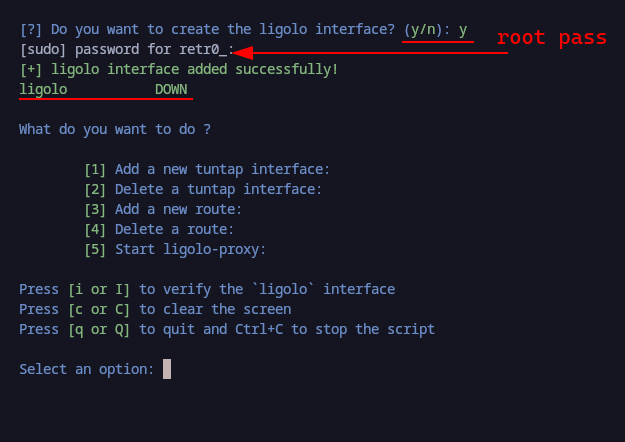 [?] Do you want to create the ligolo interface? (y/n): y
[sudo] password for retr0_:
root pass
[+] ligolo interface added successfully!
ligolo           DOWN
What do you want to do ?
[1] Add a new tuntap interface:
[2] Delete a tuntap interface:
[3] Add a new route:
[4] Delete a route:
[5] Start ligolo-proxy:
Press [i or I] to verify the `ligolo` interface
Press [c or C] to clear the screen
Press [q or Q] to quit and Ctrl+C to stop the script
Select an option: